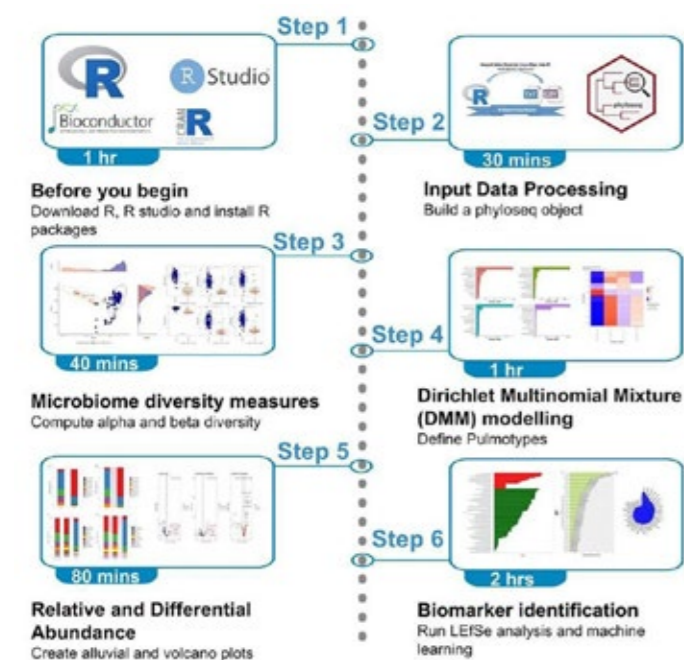 Step 1
R
R Studio
Bioconductor
CRAN
R
1 hr
Before you begin
Download R, R studio and install R
packages
Step 2
R
phyloseq
30 mins
Input Data Processing
Build a phyloseq object
Step 3
40 mins
Microbiome diversity measures
Compute alpha and beta diversity
Step 4
1 hr
Dirichlet Multinomial Mixture
(DMM) modelling
Define Pulmotypes
Step 5
80 mins
Relative and Differential
Abundance
Create alluvial and volcano plots
Step 6
2 hrs
Biomarker identification
Run LEfSe analysis and machine
learning